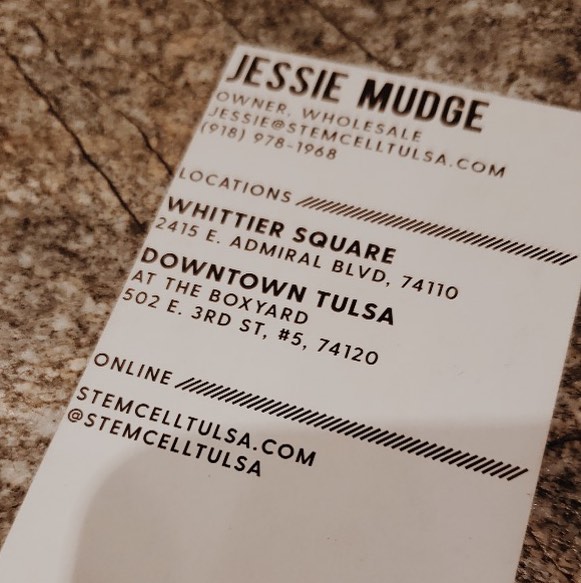 JESSIE MUDGE
OWNER, WHOLESALE
JESSIE@STEMCELLTULSA.COM
(918) 978-1968
LOCATIONS
WHITTIER SQUARE
2415 E. ADMIRAL BLVD, 74110
DOWNTOWN TULSA
AT THE BOXYARD
502 E. 3RD ST, #5, 74120
ONLINE
STEMCELLTULSA.COM
@STEMCELLTULSA